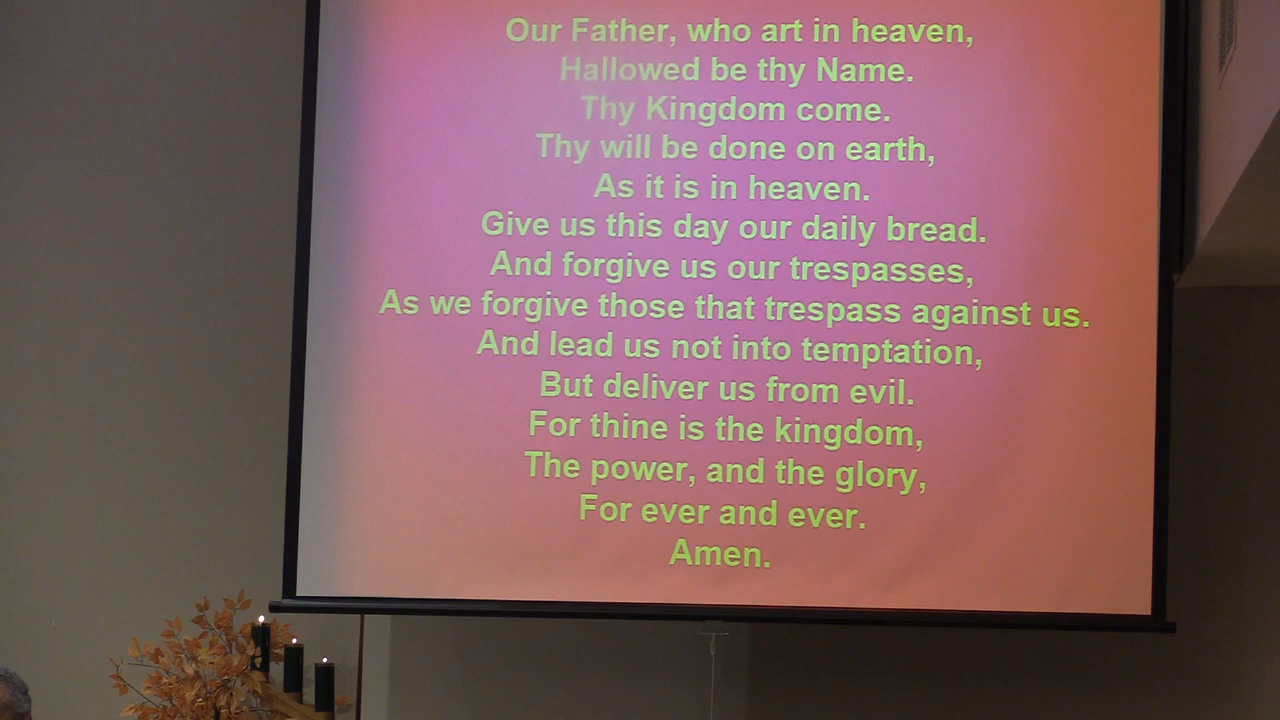 Our Father, who art in heaven,
Hallowed be thy Name.
Thy Kingdom come.
Thy will be done on earth,
As it is in heaven.
Give us this day our daily bread.
And forgive us our trespasses,
As we forgive those that trespass against us.
And lead us not into temptation,
But deliver us from evil.
For thine is the kingdom,
The power, and the glory,
For ever and ever.
Amen.